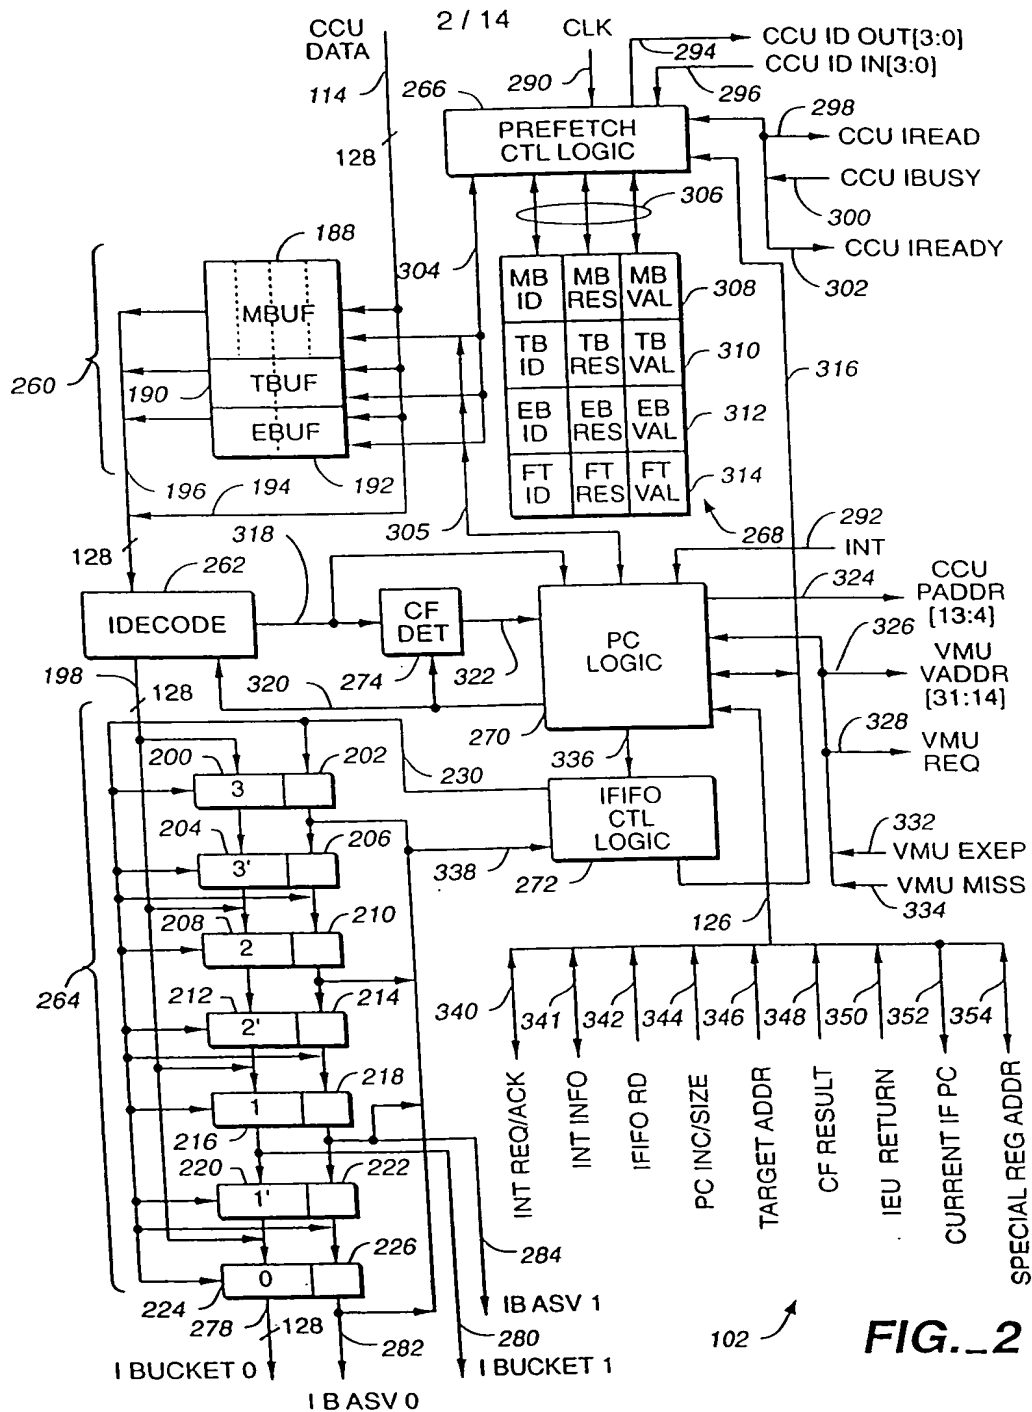 2 / 14
CCU
DATA
CLK
294
CCU ID OUT[3:0]
CCU ID IN[3:0]
296
290
114
266
298
PREFETCH
CTL LOGIC
CCU IREAD
128
CCU IBUSY
300
306
188
CCU IREADY
302
304
MB ID
MB RES
MB VAL
308
MBUF
TB ID
TB RES
TB VAL
310
316
260
190
TBUF
EB ID
EB RES
EB VAL
312
EBUF
FT ID
FT RES
FT VAL
314
196
194
192
305
268
292
INT
318
128
262
324
CCU
PADDR
[13:4]
IDECODE
CF
DET
PC
LOGIC
326
VMU
VADDR
[31:14]
198
128
320
274
322
328
VMU
REQ
270
336
200
202
230
3
IFIFO
CTL
LOGIC
204
206
332
3'
338
272
VMU EXEP
VMU MISS
334
208
210
126
2
264
212
214
340
341
342
344
346
348
350
352
354
2'
218
1
216
220
222
1'
INT REQ/ACK
INT INFO
IFIFO RD
PC INC/SIZE
TARGET ADDR
CF RESULT
IEU RETURN
CURRENT IF PC
SPECIAL REG ADDR
284
226
0
224
IB ASV 1
278
128
282
280
102
FIG._2
I BUCKET 0
I BUCKET 1
I B ASV 0